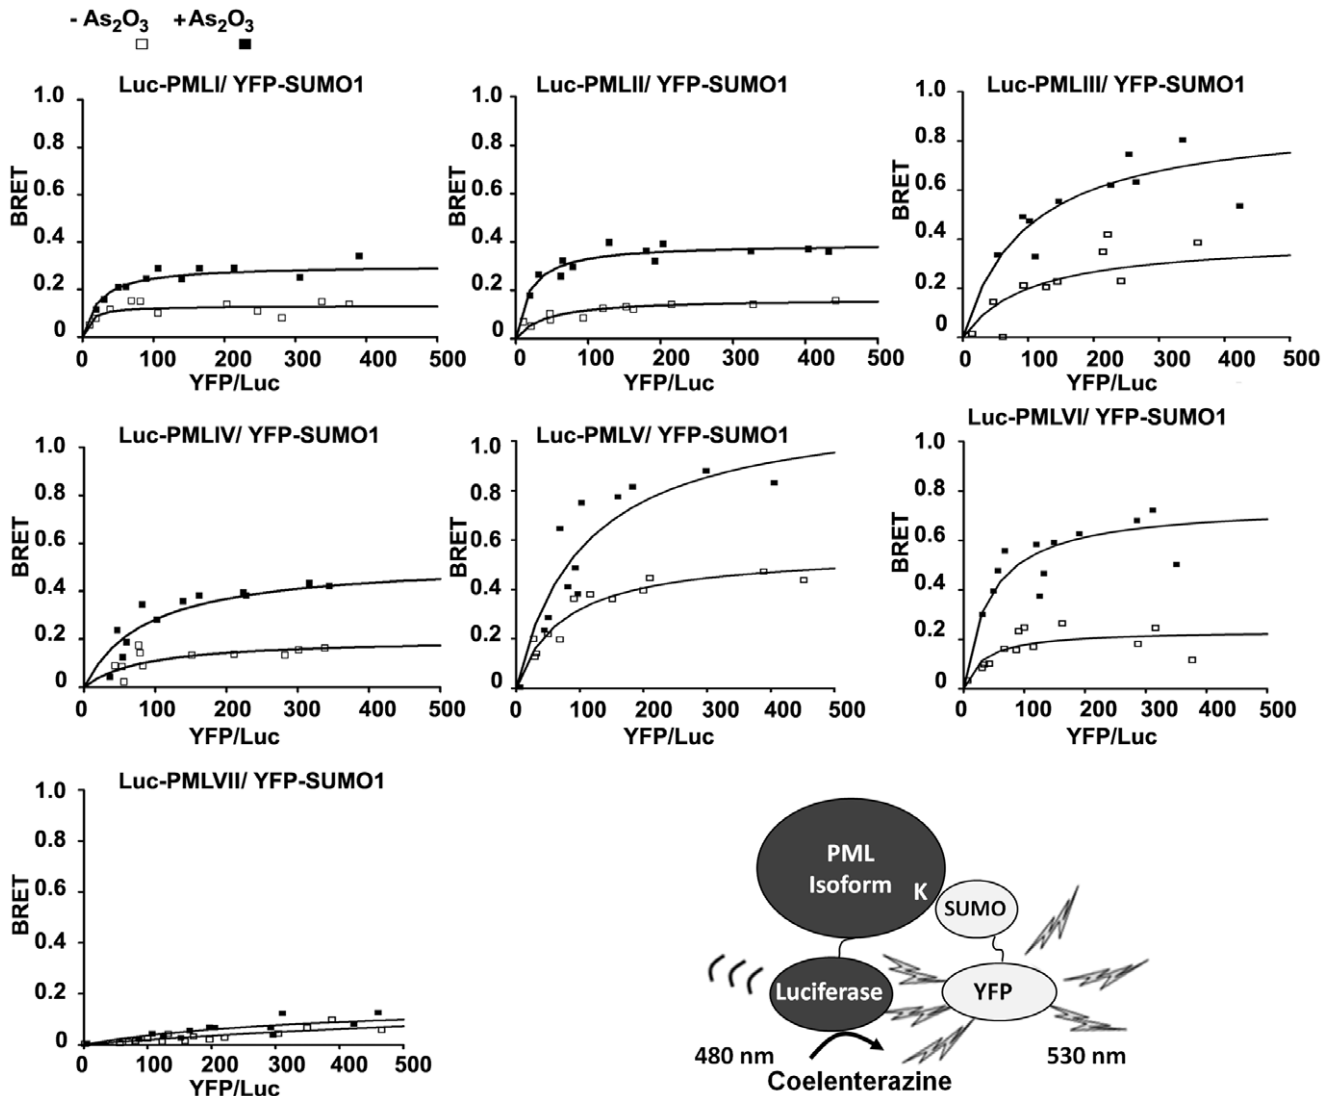 - As2O3 +As2O3
Luc-PMLI/ YFP-SUMO1
1.0
0.8
0.6
0.4
0.2
0
BRET
0 100 200 300 400 500
YFP/Luc
Luc-PMLII/ YFP-SUMO1
1.0
0.8
0.6
0.4
0.2
0
BRET
0 100 200 300 400 500
YFP/Luc
Luc-PMLIII/ YFP-SUMO1
1.0
0.8
0.6
0.4
0.2
0
BRET
0 100 200 300 400 500
YFP/Luc
Luc-PMLIV/ YFP-SUMO1
1.0
0.8
0.6
0.4
0.2
0
BRET
0 100 200 300 400 500
YFP/Luc
Luc-PMLV/ YFP-SUMO1
1.0
0.8
0.6
0.4
0.2
0
BRET
0 100 200 300 400 500
YFP/Luc
Luc-PMLVI/ YFP-SUMO1
1.0
0.8
0.6
0.4
0.2
0
BRET
0 100 200 300 400 500
YFP/Luc
Luc-PMLVII/ YFP-SUMO1
1.0
0.8
0.6
0.4
0.2
0
BRET
0 100 200 300 400 500
YFP/Luc
PML
Isoform K
SUMO
Luciferase
YFP
480 nm
530 nm
Coelenterazine